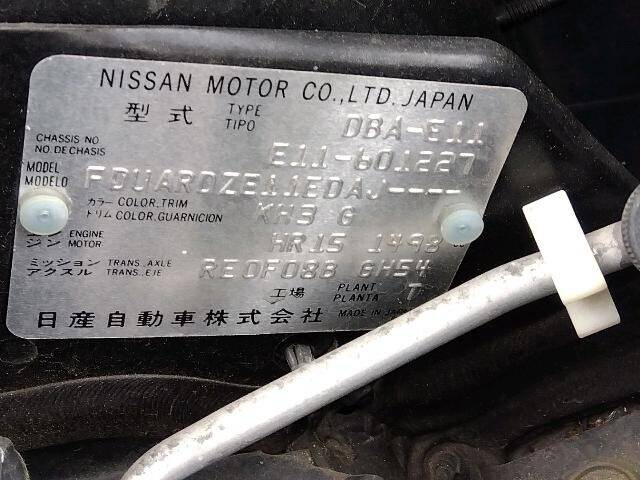 NISSAN MOTOR CO.,LTD. JAPAN
型式 TYPE TIPO DBA-E11
CHASSIS NO NO.DE CHASIS E11-601227
MODEL MODELO FDUARDZE11EDAJ----
カラー COLOR,TRIM トリム COLOR,GUARNICION KH3 G
ENGINE ジン MOTOR HR15 1498 cc
ミッション TRANS.,AXLE アクスル TRANS.,EJE RE0F08B GH54
工場 PLANT PLANTA T
日産自動車株式会社 MADE IN